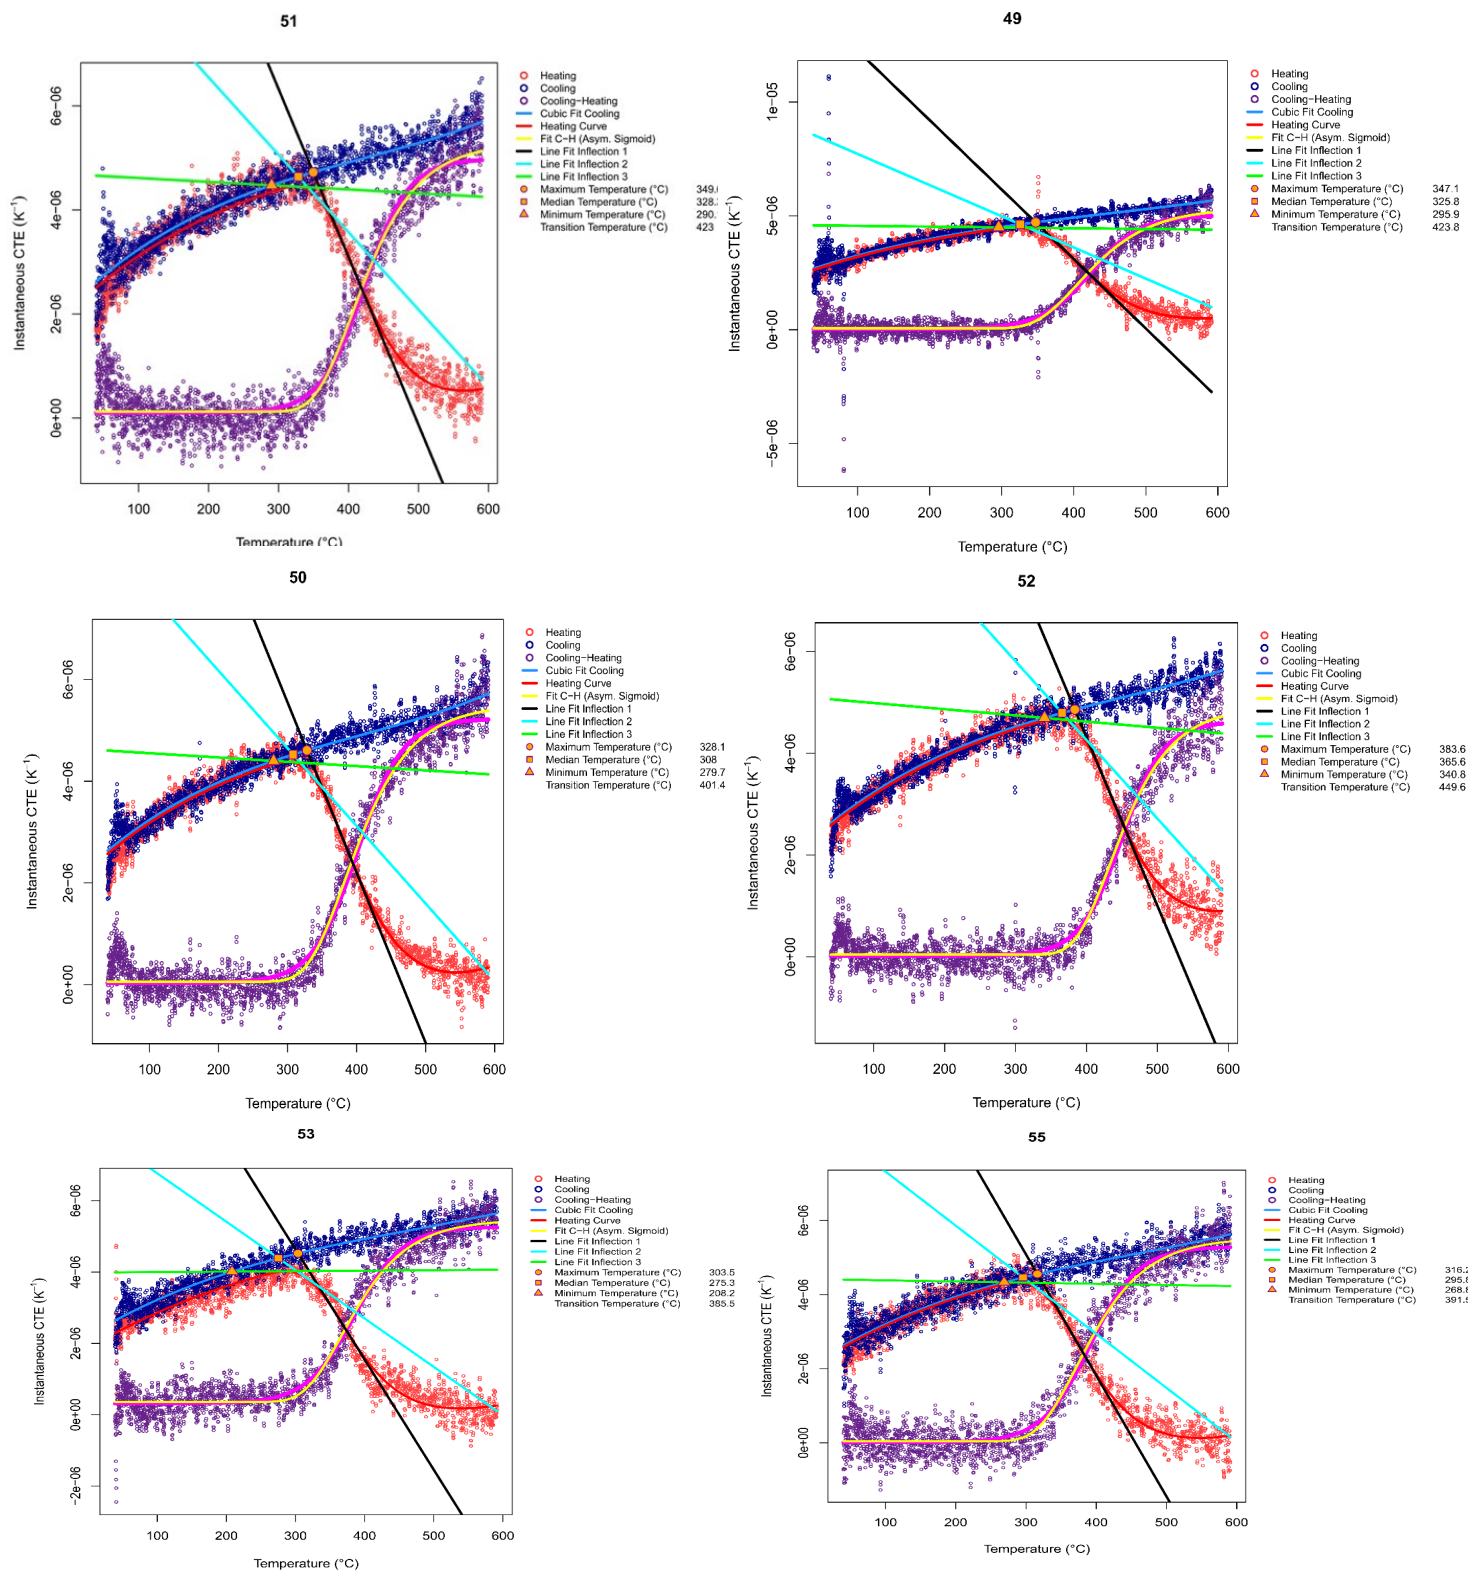 51
Instantaneous CTE (K⁻¹)
6e−06
4e−06
2e−06
0e+00
100 200 300 400 500 600
Temperature (°C)
Heating
Cooling
Cooling−Heating
Cubic Fit Cooling
Heating Curve
Fit C−H (Asym. Sigmoid)
Line Fit Inflection 1
Line Fit Inflection 2
Line Fit Inflection 3
Maximum Temperature (°C) 349.
Median Temperature (°C) 328.
Minimum Temperature (°C) 290.
Transition Temperature (°C) 423
49
Instantaneous CTE (K⁻¹)
1e−05
5e−06
0e+00
−5e−06
100 200 300 400 500 600
Temperature (°C)
Heating
Cooling
Cooling−Heating
Cubic Fit Cooling
Heating Curve
Fit C−H (Asym. Sigmoid)
Line Fit Inflection 1
Line Fit Inflection 2
Line Fit Inflection 3
Maximum Temperature (°C) 347.1
Median Temperature (°C) 325.8
Minimum Temperature (°C) 295.9
Transition Temperature (°C) 423.8
50
Instantaneous CTE (K⁻¹)
6e−06
4e−06
2e−06
0e+00
100 200 300 400 500 600
Temperature (°C)
Heating
Cooling
Cooling−Heating
Cubic Fit Cooling
Heating Curve
Fit C−H (Asym. Sigmoid)
Line Fit Inflection 1
Line Fit Inflection 2
Line Fit Inflection 3
Maximum Temperature (°C) 328.1
Median Temperature (°C) 308
Minimum Temperature (°C) 279.7
Transition Temperature (°C) 401.4
52
Instantaneous CTE (K⁻¹)
6e−06
4e−06
2e−06
0e+00
100 200 300 400 500 600
Temperature (°C)
Heating
Cooling
Cooling−Heating
Cubic Fit Cooling
Heating Curve
Fit C−H (Asym. Sigmoid)
Line Fit Inflection 1
Line Fit Inflection 2
Line Fit Inflection 3
Maximum Temperature (°C) 383.6
Median Temperature (°C) 365.6
Minimum Temperature (°C) 340.8
Transition Temperature (°C) 449.6
53
Instantaneous CTE (K⁻¹)
6e−06
4e−06
2e−06
0e+00
−2e−06
100 200 300 400 500 600
Temperature (°C)
Heating
Cooling
Cooling−Heating
Cubic Fit Cooling
Heating Curve
Fit C−H (Asym. Sigmoid)
Line Fit Inflection 1
Line Fit Inflection 2
Line Fit Inflection 3
Maximum Temperature (°C) 303.5
Median Temperature (°C) 275.3
Minimum Temperature (°C) 208.2
Transition Temperature (°C) 385.5
55
Instantaneous CTE (K⁻¹)
6e−06
4e−06
2e−06
0e+00
100 200 300 400 500 600
Temperature (°C)
Heating
Cooling
Cooling−Heating
Cubic Fit Cooling
Heating Curve
Fit C−H (Asym. Sigmoid)
Line Fit Inflection 1
Line Fit Inflection 2
Line Fit Inflection 3
Maximum Temperature (°C) 316.2
Median Temperature (°C) 295.8
Minimum Temperature (°C) 268.8
Transition Temperature (°C) 391.5